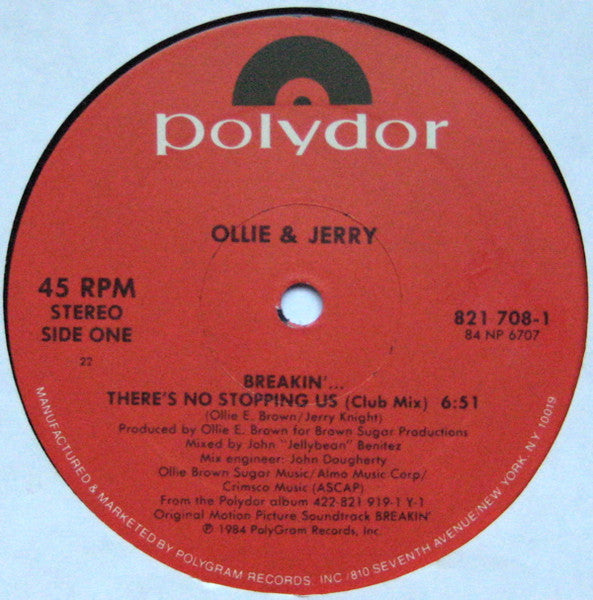 polydor
OLLIE & JERRY
45 RPM
STEREO
SIDE ONE
22
821 708-1
84 NP 6707
BREAKIN'...
THERE'S NO STOPPING US (Club Mix) 6:51
(Ollie E. Brown/Jerry Knight)
Produced by Ollie E. Brown for Brown Sugar Productions
Mixed by John "Jellybean" Benitez
Mix engineer: John Dougherty
Ollie Brown Sugar Music/Almo Music Corp/
Crimsco Music (ASCAP)
From the Polydor album 422-821 919-1 Y-1
Original Motion Picture Soundtrack BREAKIN'
℗ 1984 PolyGram Records, Inc.
MANUFACTURED & MARKETED BY POLYGRAM RECORDS, INC./810 SEVENTH AVENUE/NEW YORK, N.Y. 10019